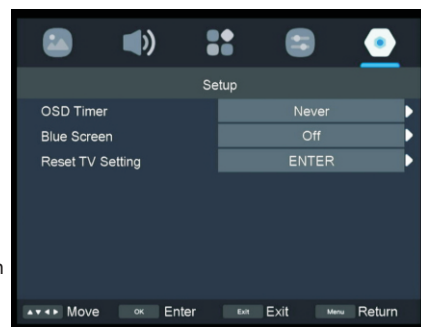 Setup
OSD Timer Never
Blue Screen Off
Reset TV Setting ENTER
n
Move OK Enter Exit Exit Menu Return